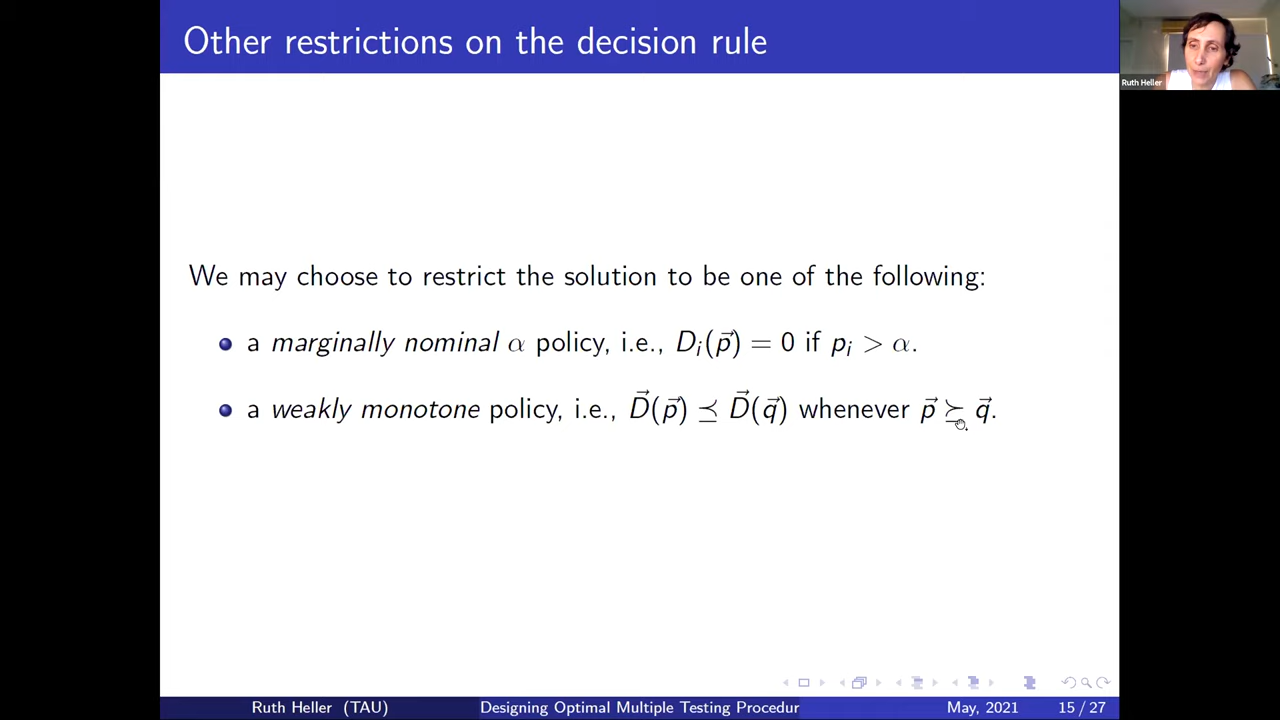 Other restrictions on the decision rule
Ruth Heller
We may choose to restrict the solution to be one of the following:
a marginally nominal α policy, i.e., D⃗ᵢ(p⃗) = 0 if pᵢ > α.
a weakly monotone policy, i.e., D⃗(p⃗) ⪯ D⃗(q⃗) whenever p⃗ ⪰ q⃗.
Ruth Heller (TAU) Designing Optimal Multiple Testing Procedur May, 2021 15 / 27